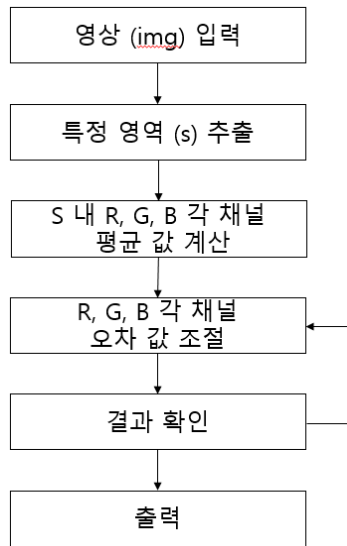 영상 (img) 입력
특정 영역 (s) 추출
S 내 R, G, B 각 채널
평균 값 계산
R, G, B 각 채널
오차 값 조절
결과 확인
출력